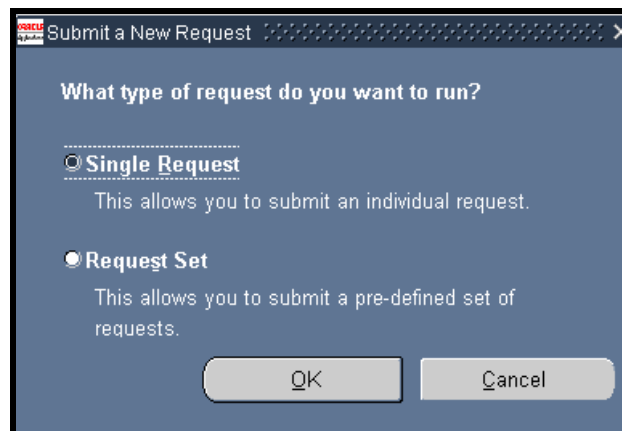 ORACLE
Submit a New Request
What type of request do you want to run?
Single Request
This allows you to submit an individual request.
Request Set
This allows you to submit a pre-defined set of
requests.
OK
Cancel